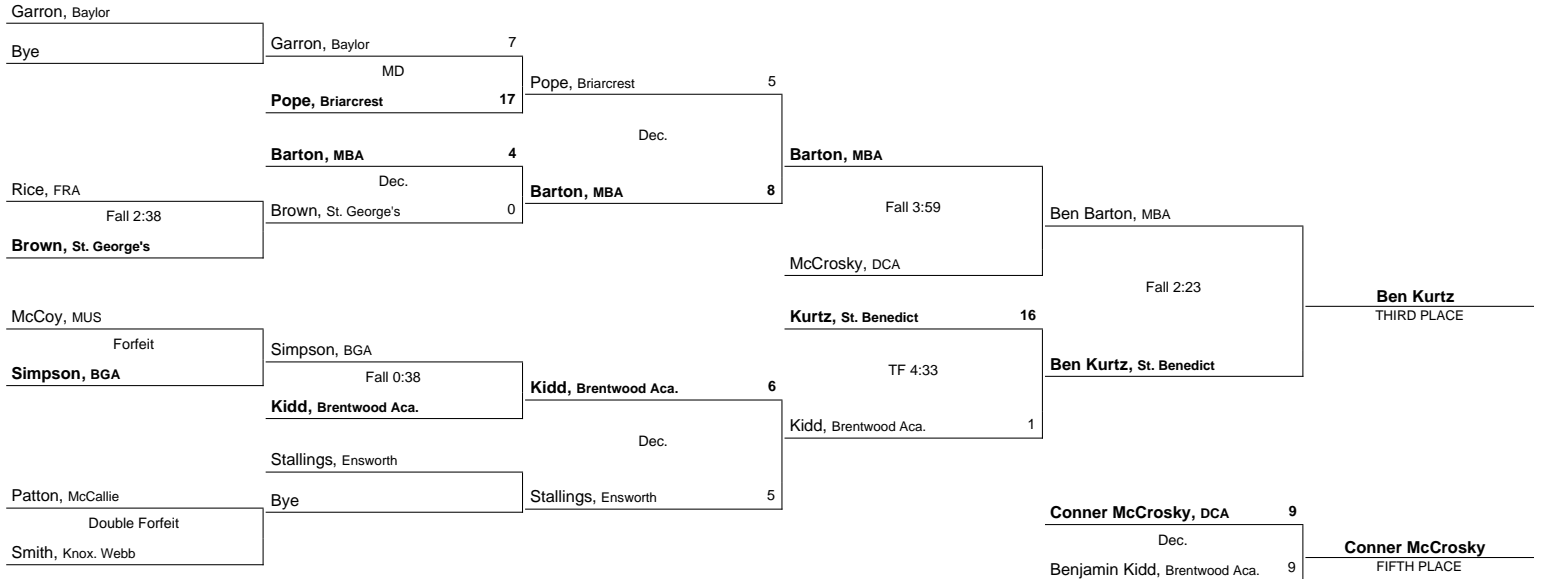 Garron, Baylor
Bye
Garron, Baylor 7
MD
Pope, Briarcrest 17
Pope, Briarcrest 5
Dec.
Barton, MBA 4
Dec.
Brown, St. George's 0
Barton, MBA 8
Rice, FRA
Fall 2:38
Brown, St. George's
Barton, MBA
Fall 3:59
McCrosky, DCA
Ben Barton, MBA
Fall 2:23
Ben Kurtz
THIRD PLACE
McCoy, MUS
Forfeit
Simpson, BGA
Simpson, BGA
Fall 0:38
Kidd, Brentwood Aca.
Kidd, Brentwood Aca. 6
Dec.
Stallings, Ensworth
Bye
Stallings, Ensworth 5
Patton, McCallie
Double Forfeit
Smith, Knox. Webb
Kurtz, St. Benedict 16
TF 4:33
Kidd, Brentwood Aca. 1
Ben Kurtz, St. Benedict
Conner McCrosky, DCA 9
Dec.
Benjamin Kidd, Brentwood Aca. 9
Conner McCrosky
FIFTH PLACE